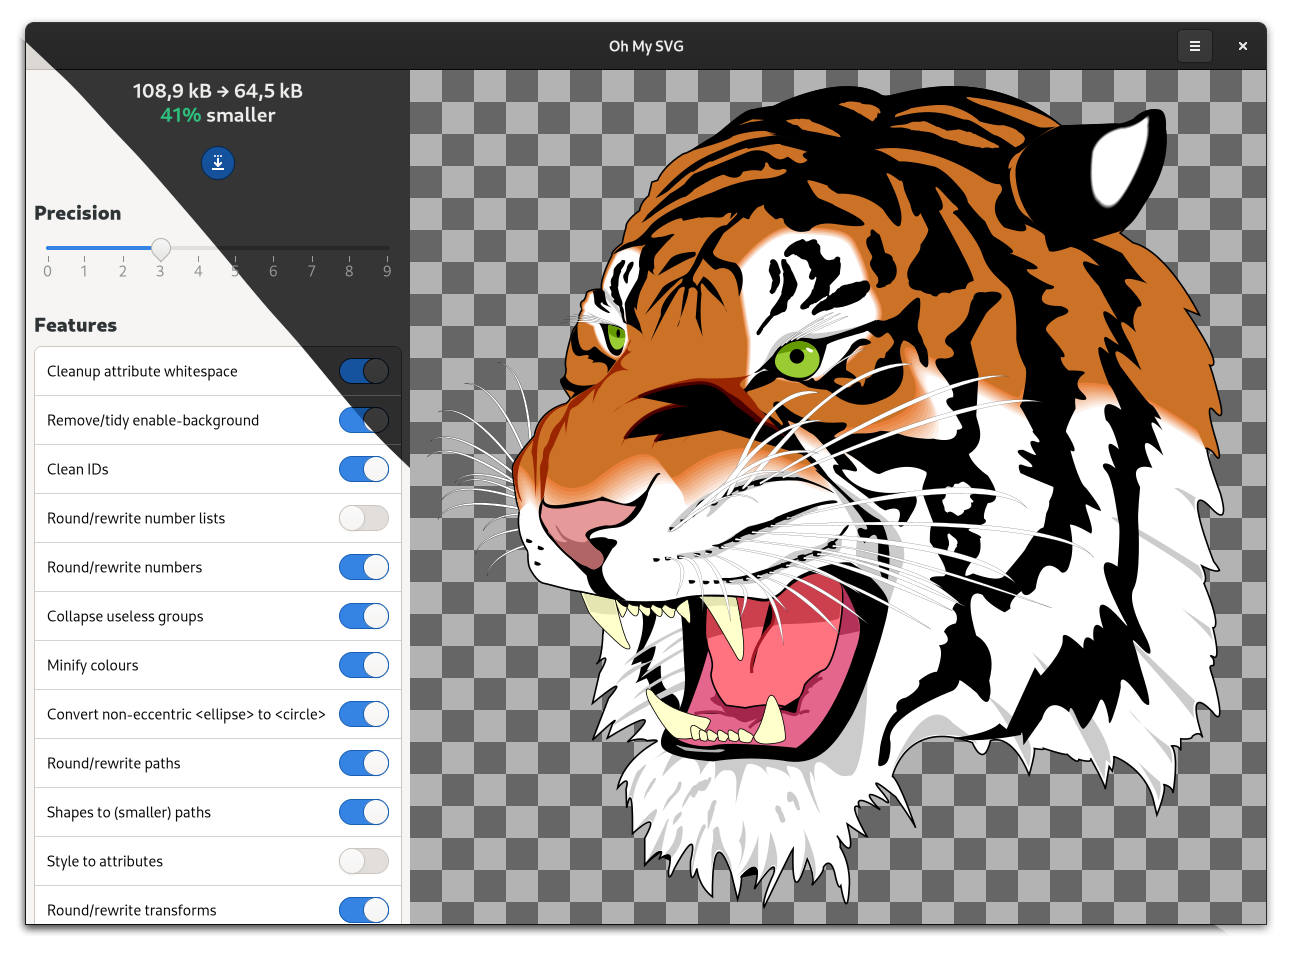 Oh My SVG
108,9 kB → 64,5 kB
41% smaller
Precision
0 1 2 3 4 5 6 7 8 9
Features
Cleanup attribute whitespace
Remove/tidy enable-background
Clean IDs
Round/rewrite number lists
Round/rewrite numbers
Collapse useless groups
Minify colours
Convert non-eccentric <ellipse> to <circle>
Round/rewrite paths
Shapes to (smaller) paths
Style to attributes
Round/rewrite transforms